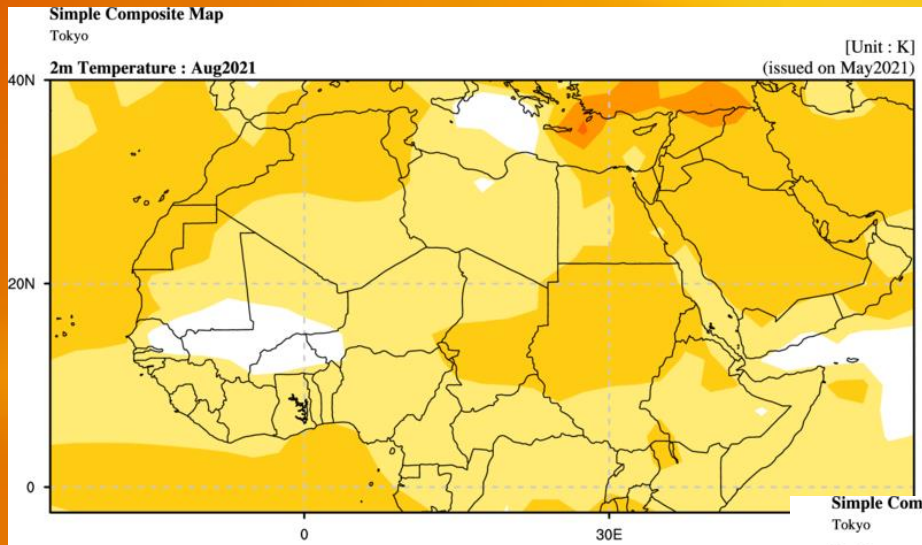 Simple Composite Map
Tokyo
[Unit : K]
2m Temperature : Aug2021
(issued on May2021)
40N
20N
0
0
30E
Simple Com
Tokyo